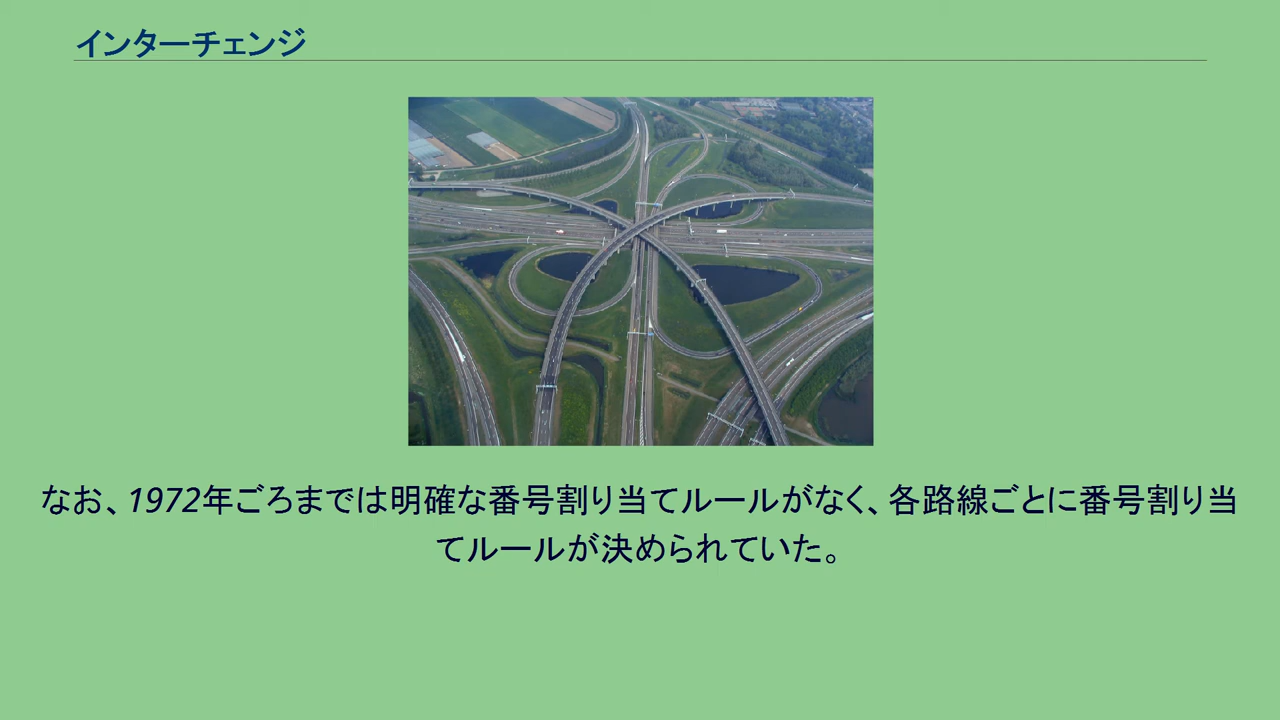 インターチェンジ
なお、1972年ごろまでは明確な番号割り当てルールがなく、各路線ごとに番号割り当
てルールが決められていた。